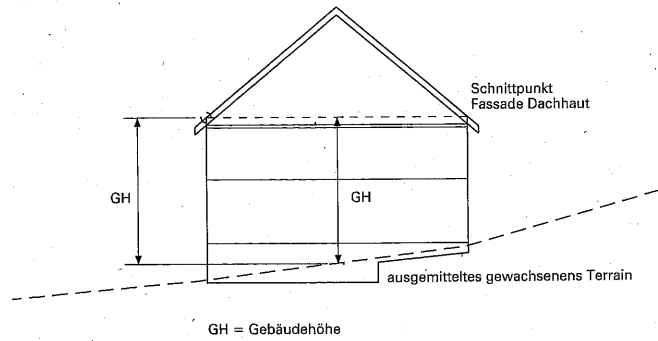 Schnittpunkt
Fassade Dachhaut
GH
GH
ausgemitteltes gewachsenens Terrain
GH = Gebäudehöhe